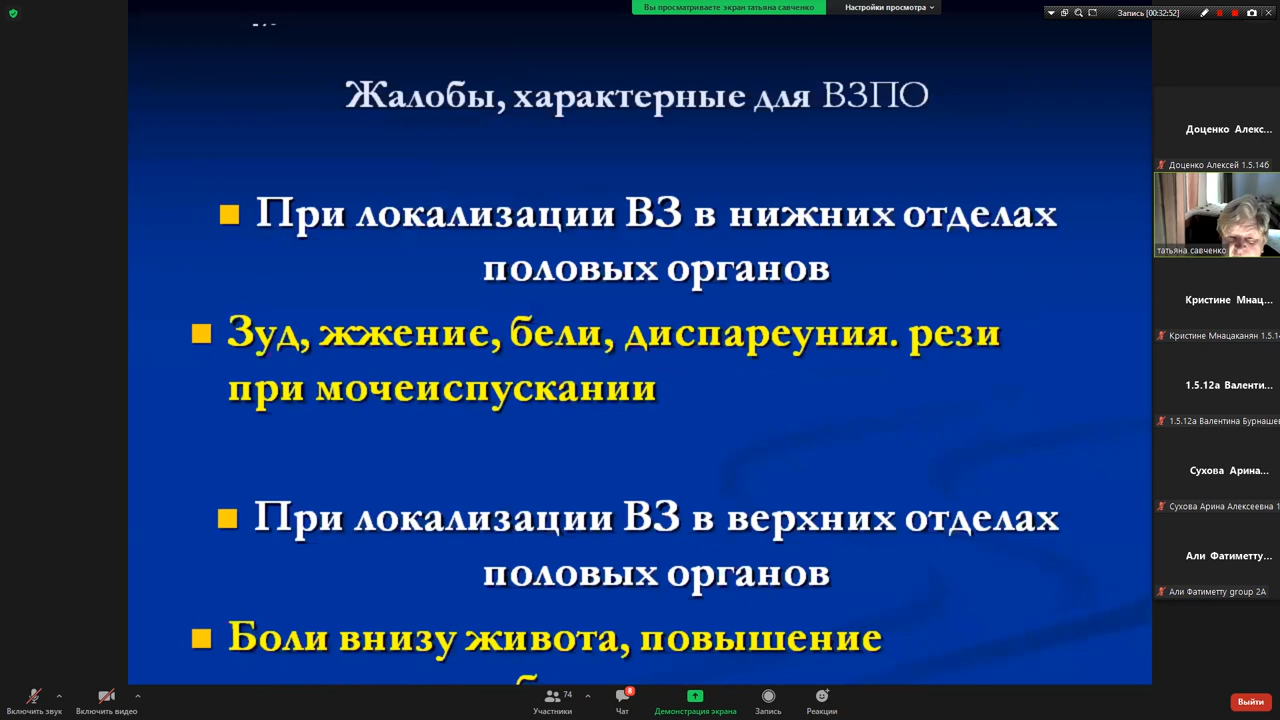 Вы просматриваете экран татьяна савченко
Настройки просмотра
Запись [00:32:52]
Жалобы, характерные для ВЗПО
При локализации ВЗ в нижних отделах
половых органов
Зуд, жжение, бели, диспареуния. рези
при мочеиспускании
При локализации ВЗ в верхних отделах
половых органов
Боли внизу живота, повышение
Доценко Алекс...
Доценко Алексей 1.5.14б
татьяна савченко
Кристине Мнац...
Кристине Мнацаканян 1.5.14
1.5.12а Валенти...
1.5.12а Валентина Бурнашев
Сухова Арина...
Сухова Арина Алексеевна 1
Али Фатиметту...
Али Фатиметту group 2A
Включить звук
Включить видео
74
Участники
8
Чат
Демонстрация экрана
Запись
Реакции
Выйти